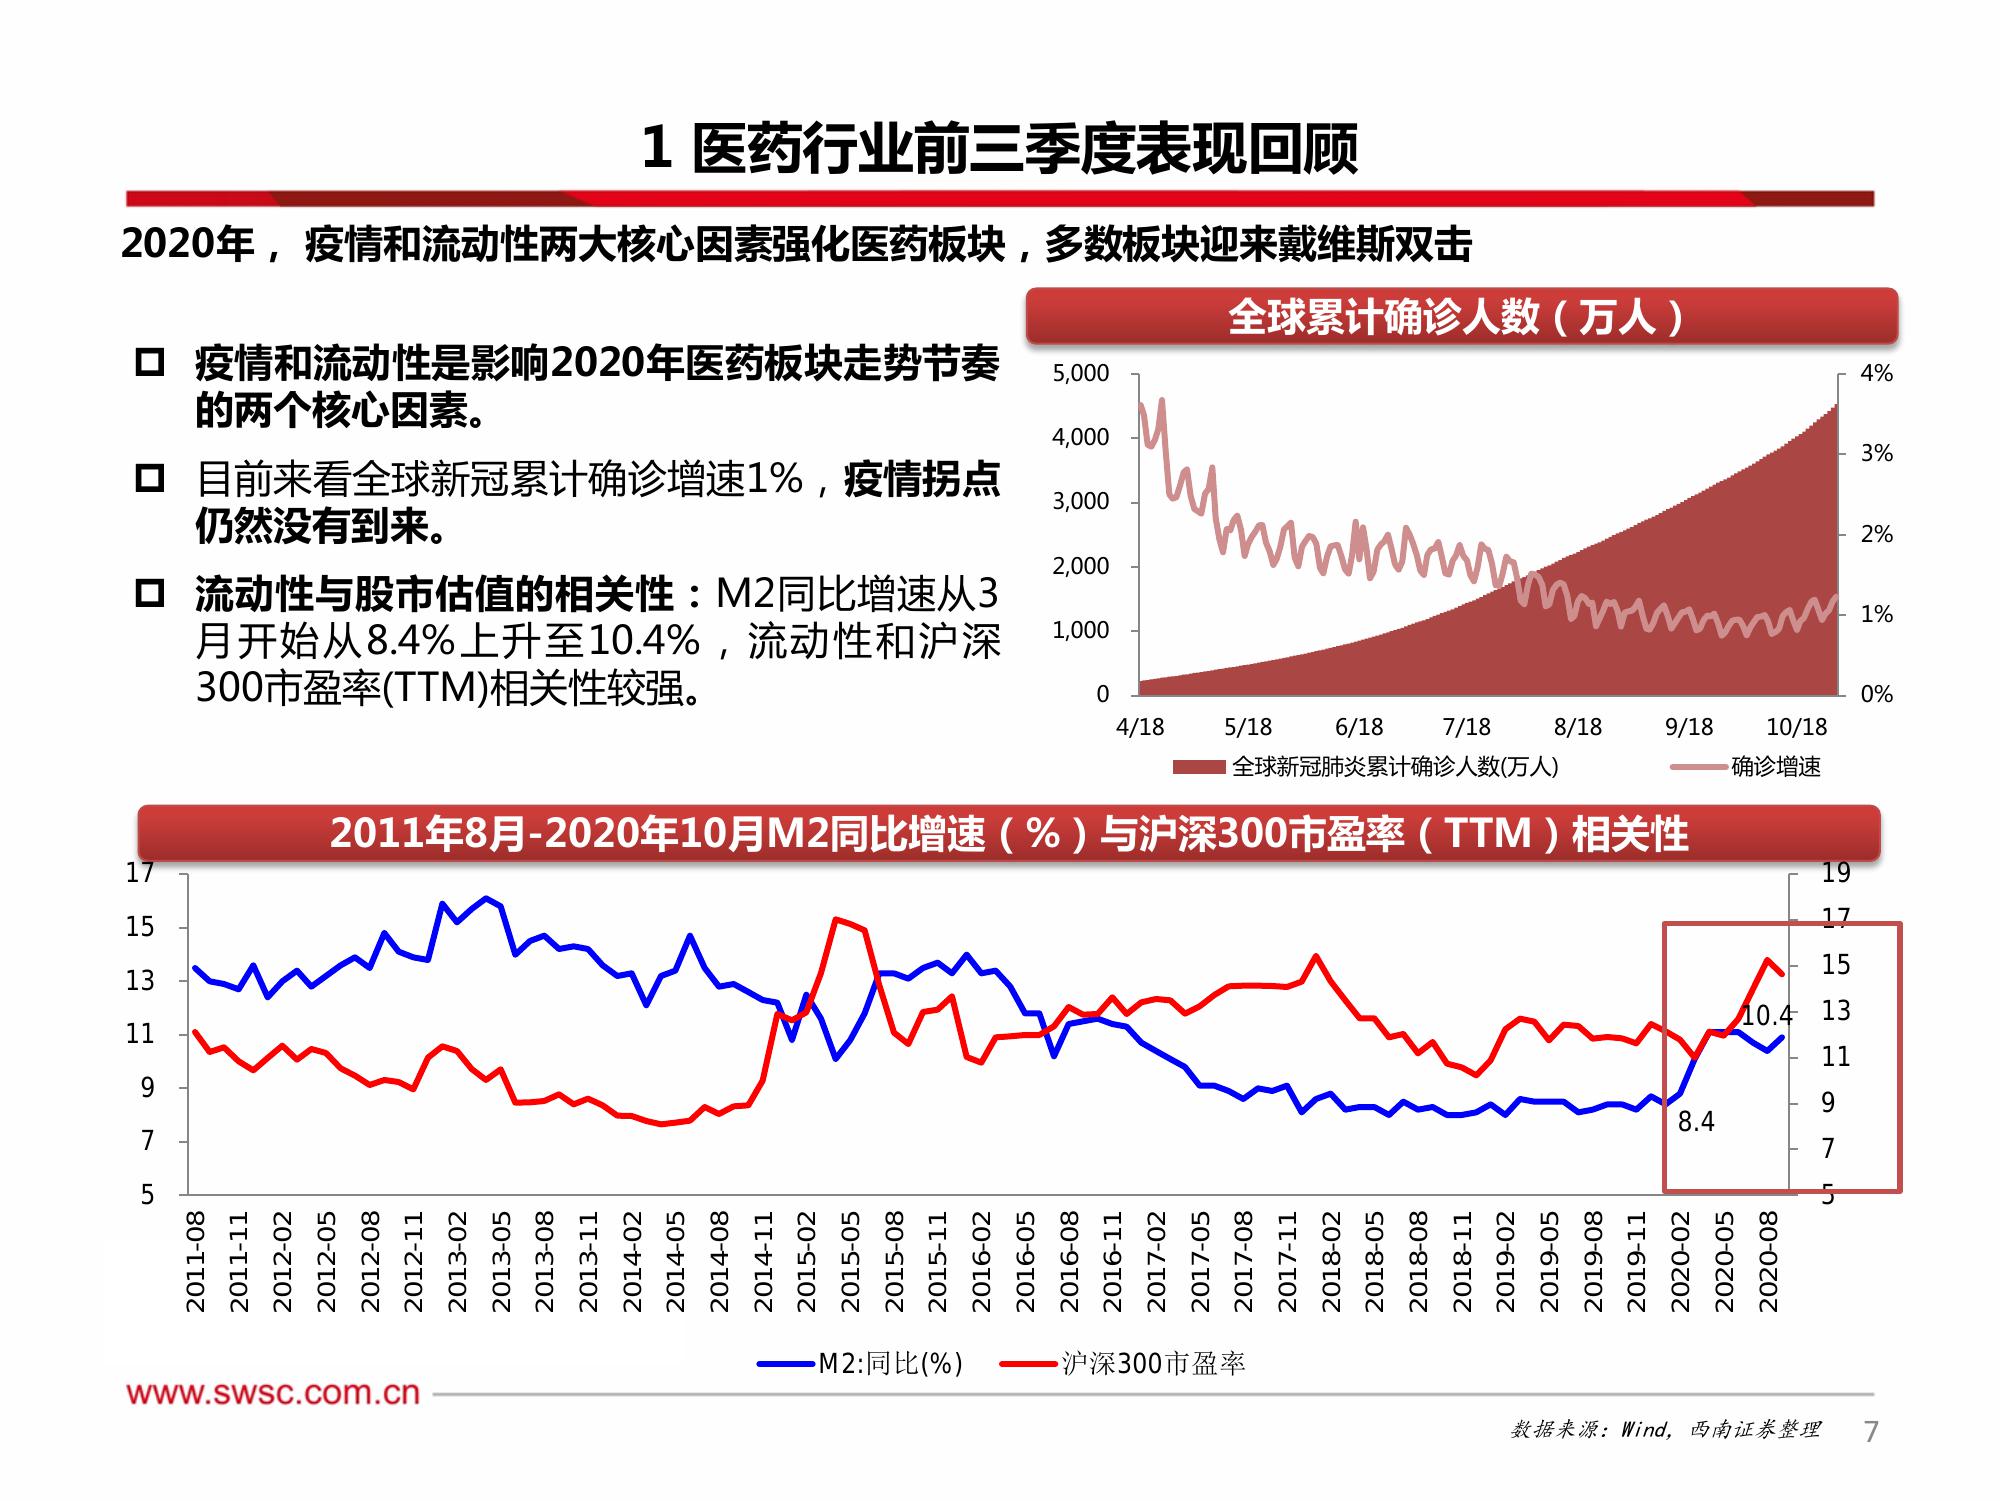 1 医药行业前三季度表现回顾
2020年， 疫情和流动性两大核心因素强化医药板块，多数板块迎来戴维斯双击
疫情和流动性是影响2020年医药板块走势节奏
的两个核心因素。
目前来看全球新冠累计确诊增速1%，疫情拐点
仍然没有到来。
流动性与股市估值的相关性：M2同比增速从3
月开始从8.4%上升至10.4%，流动性和沪深
300市盈率(TTM)相关性较强。
全球累计确诊人数（万人）
5,000
4,000
3,000
2,000
1,000
0
4%
3%
2%
1%
0%
4/18 5/18 6/18 7/18 8/18 9/18 10/18
全球新冠肺炎累计确诊人数(万人) 确诊增速
2011年8月-2020年10月M2同比增速（%）与沪深300市盈率（TTM）相关性
17
15
13
11
9
7
5
19
17
15
13
11
9
7
5
10.4
8.4
2011-08 2011-11 2012-02 2012-05 2012-08 2012-11 2013-02 2013-05 2013-08 2013-11 2014-02 2014-05 2014-08 2014-11 2015-02 2015-05 2015-08 2015-11 2016-02 2016-05 2016-08 2016-11 2017-02 2017-05 2017-08 2017-11 2018-02 2018-05 2018-08 2018-11 2019-02 2019-05 2019-08 2019-11 2020-02 2020-05 2020-08
M2:同比(%) 沪深300市盈率
www.swsc.com.cn
数据来源：Wind，西南证券整理 7